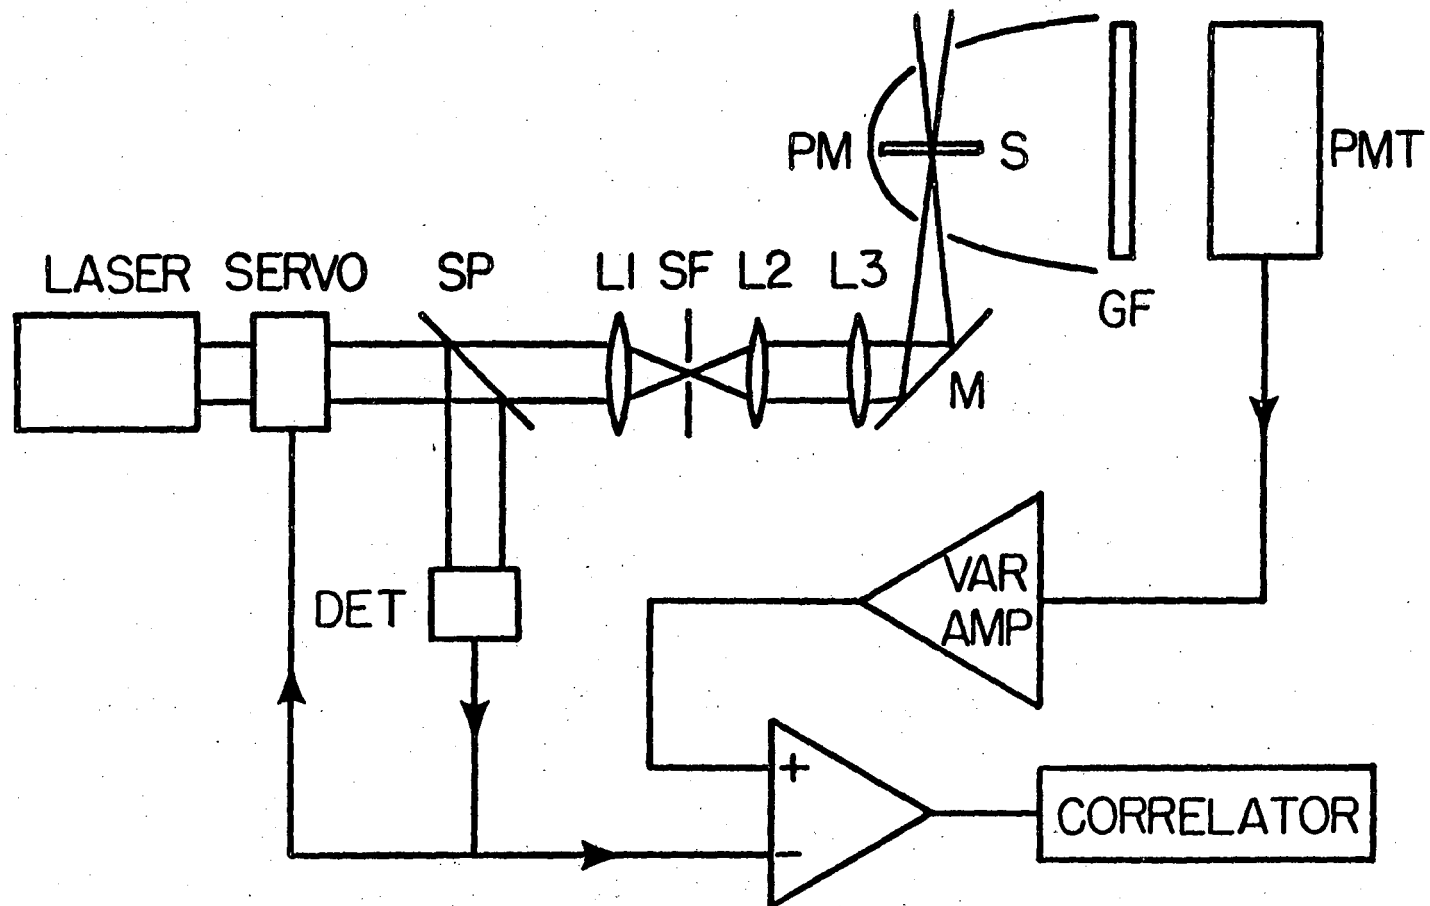 PM
S
PMT
LASER
SERVO
SP
L1
SF
L2
L3
GF
M
VAR
AMP
DET
+
−
CORRELATOR